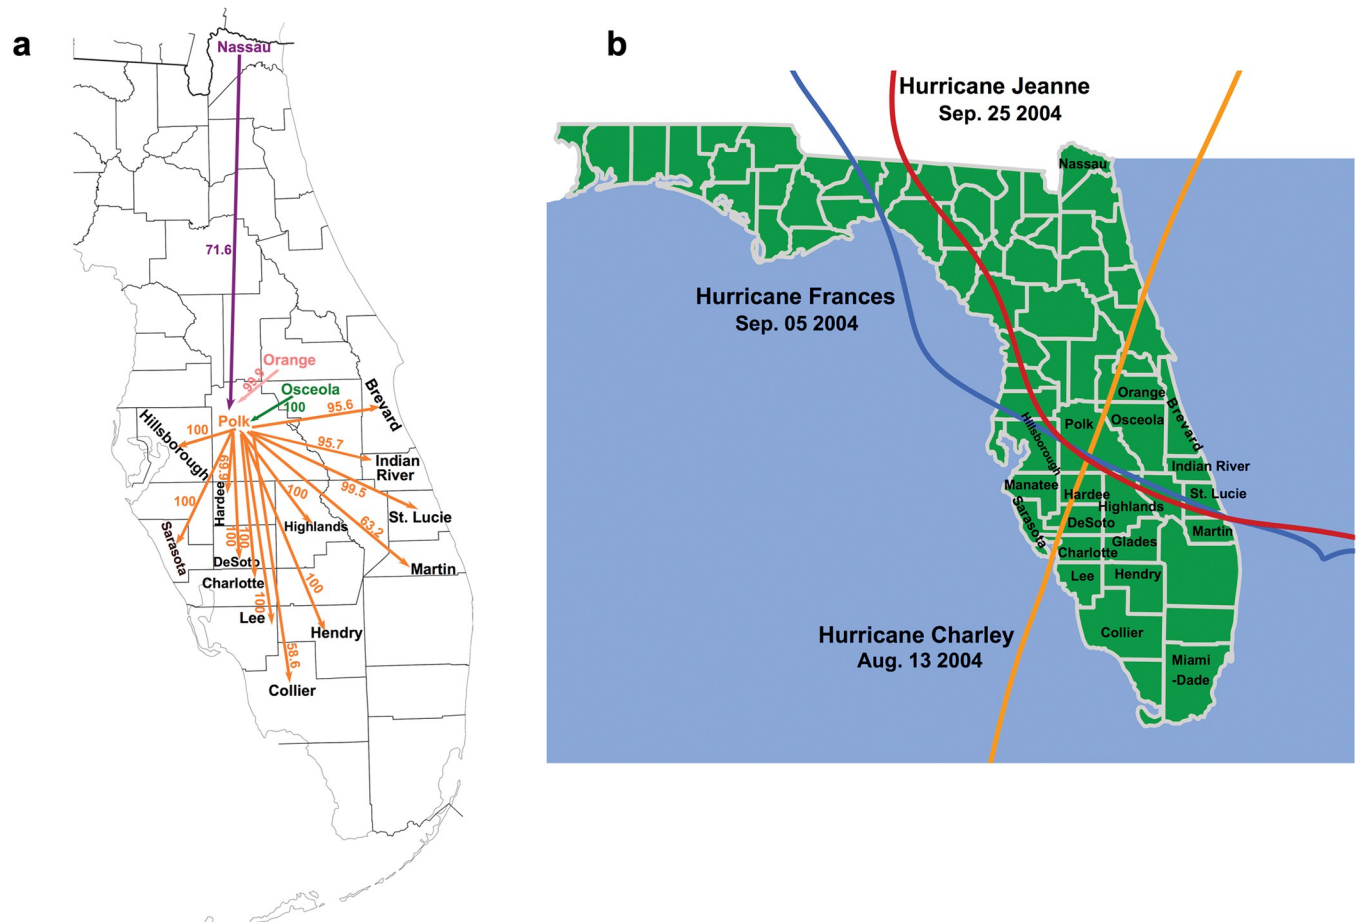 a
Nassau
71.6
Orange
99.9
Osceola
100
Polk
95.6
Brevard
Hillsborough
100
95.7
Indian
River
69.9
100
99.5
St. Lucie
Hardee
100
Highlands
63.2
Martin
Sarasota
100
100
DeSoto
Charlotte
100
Lee
100
Hendry
58.6
Collier
b
Hurricane Jeanne
Sep. 25 2004
Nassau
Hurricane Frances
Sep. 05 2004
Orange
Brevard
Polk
Osceola
Hillsborough
Indian River
Manatee
Hardee
St. Lucie
Highlands
Sarasota
DeSoto
Martin
Glades
Charlotte
Lee
Hendry
Hurricane Charley
Aug. 13 2004
Collier
Miami
-Dade